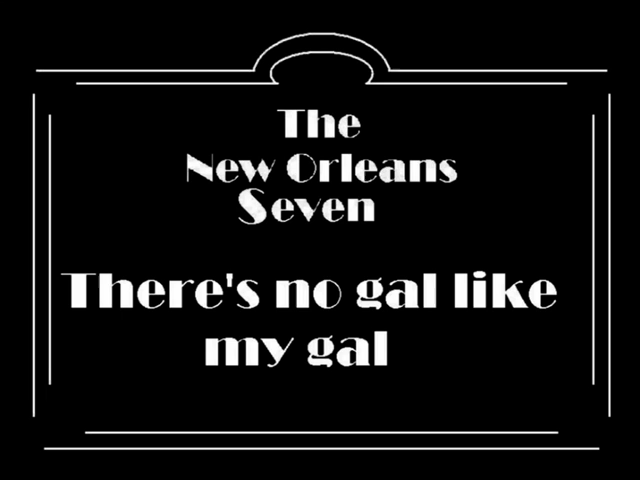 The
New Orleans
Seven
There's no gal like
my gal